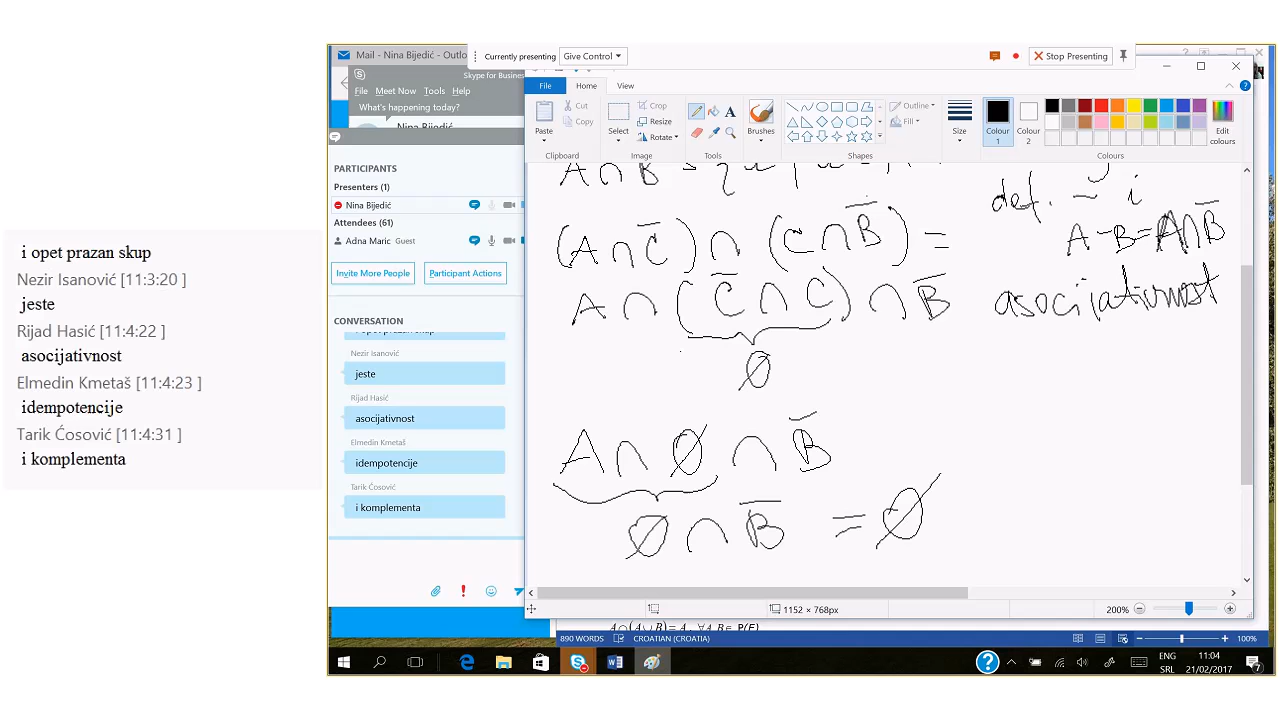 i opet prazan skup
Nezir Isanović [11:3:20 ]
jeste
Rijad Hasić [11:4:22 ]
asocijativnost
Elmedin Kmetaš [11:4:23 ]
idempotencije
Tarik Ćosović [11:4:31 ]
i komplementa
Mail - Nina Bijedić - Outlo
Skype for Busine
File Meet Now Tools Help
What's happening today?
Nina Bijedić
PARTICIPANTS
Presenters (1)
Nina Bijedić
Attendees (61)
Adna Maric Guest
Invite More People Participant Actions
CONVERSATION
i opet prazan skup
Nezir Isanović
jeste
Rijad Hasić
asocijativnost
Elmedin Kmetaš
idempotencije
Tarik Ćosović
i komplementa
Currently presenting Give Control Stop Presenting
File Home View
Paste Cut Copy
Clipboard
Select Crop Resize Rotate
Image
A
Tools
Brushes
Outline
Fill
Shapes
Size
Colour 1
Colour 2
Edit colours
Colours
A ∩ B =
def. – i
(A ∩ C̅) ∩ (C ∩ B̅) =
A – B = A ∩ B̅
A ∩ (C̅ ∩ C) ∩ B̅ asocijativnost
∅
A ∩ ∅ ∩ B̅
∅ ∩ B̅ = ∅
1152 × 768px
200%
A∩(A∪B)=A, ∀A,B∈P(E)
890 WORDS CROATIAN (CROATIA) 100%
ENG 11:04
SRL 21/02/2017
7